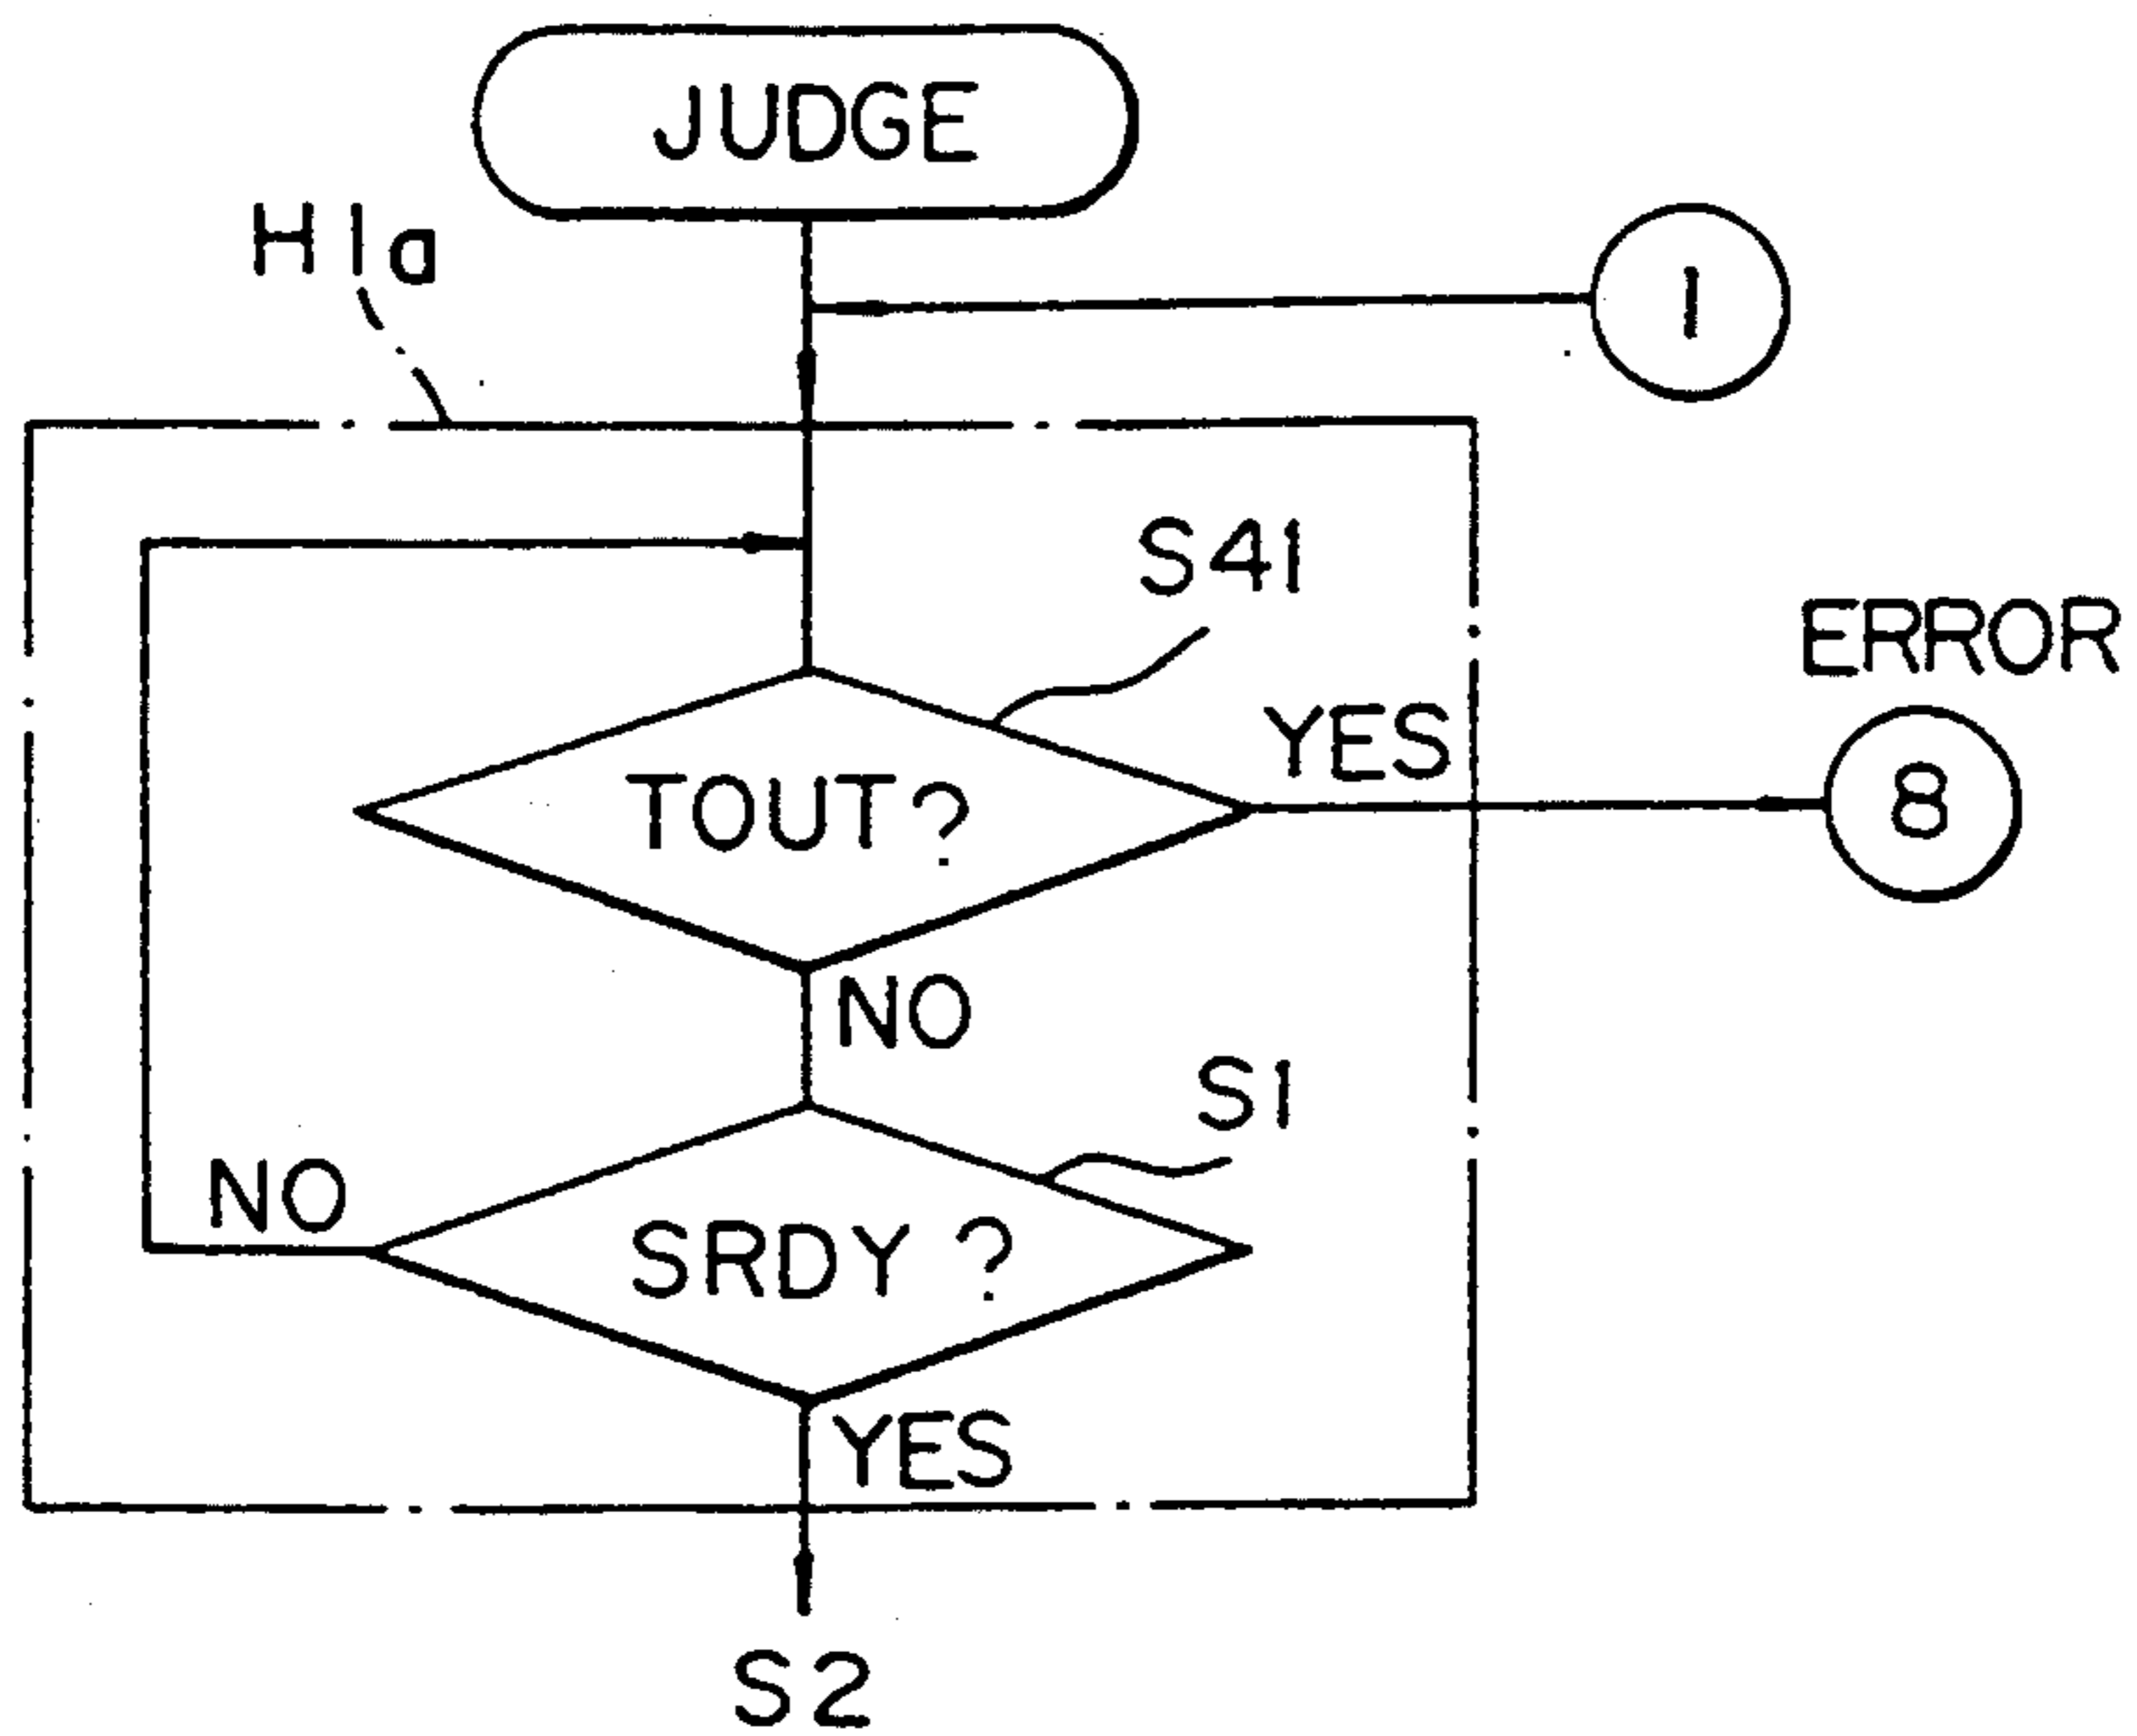 JUDGE
H1a
1
S41
ERROR
YES
TOUT?
8
NO
S1
NO
SRDY ?
YES
S2